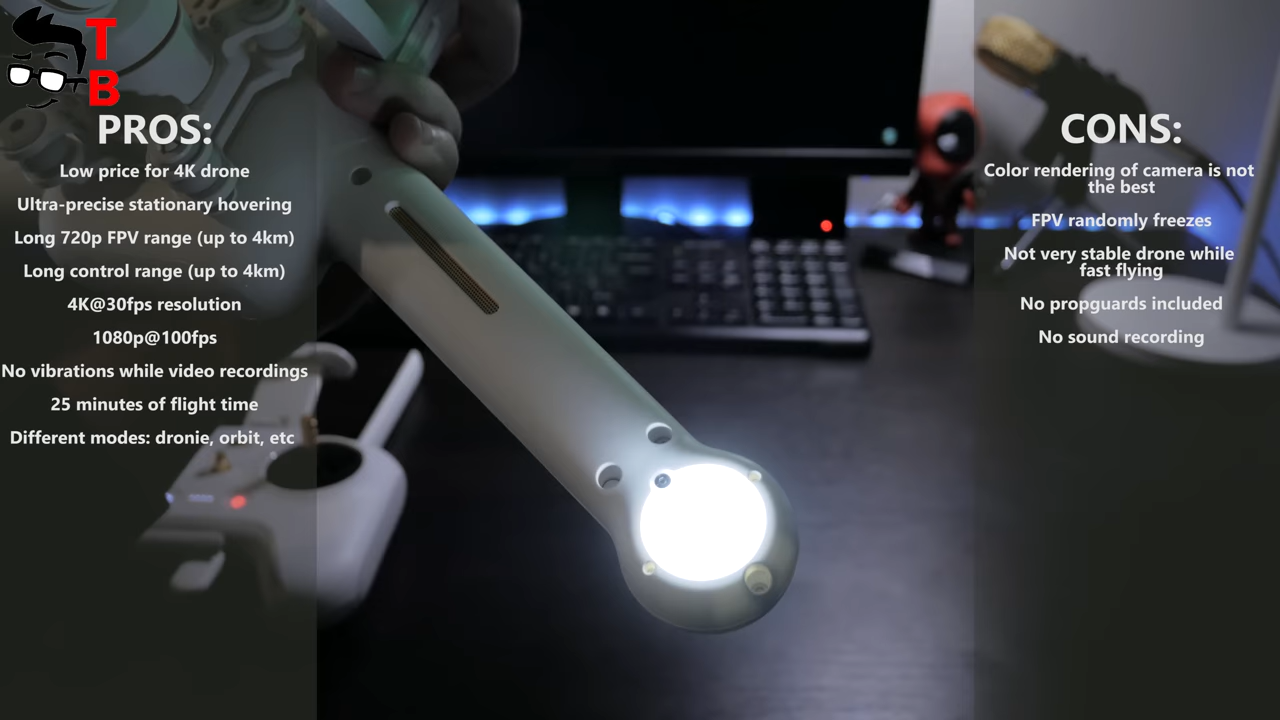 T
B
PROS:
Low price for 4K drone
Ultra-precise stationary hovering
Long 720p FPV range (up to 4km)
Long control range (up to 4km)
4K@30fps resolution
1080p@100fps
No vibrations while video recordings
25 minutes of flight time
Different modes: dronie, orbit, etc
CONS:
Color rendering of camera is not
the best
FPV randomly freezes
Not very stable drone while
fast flying
No propguards included
No sound recording